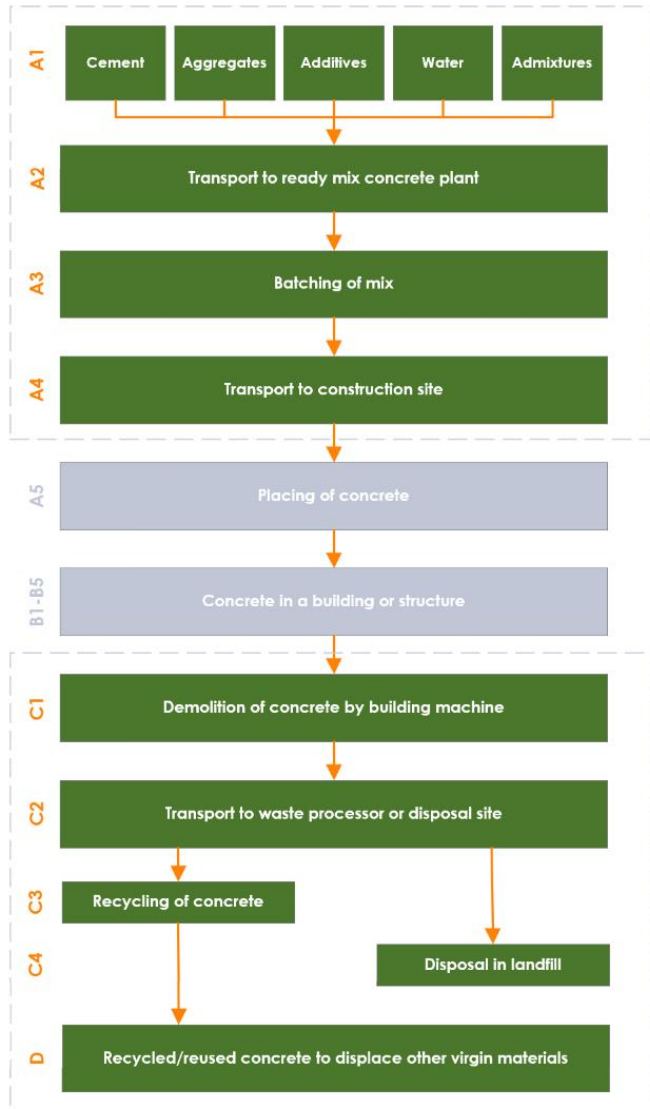 A1
Cement
Aggregates
Additives
Water
Admixtures
A2
Transport to ready mix concrete plant
A3
Batching of mix
A4
Transport to construction site
A5
Placing of concrete
B1-B5
Concrete in a building or structure
C1
Demolition of concrete by building machine
C2
Transport to waste processor or disposal site
C3
Recycling of concrete
C4
Disposal in landfill
D
Recycled/reused concrete to displace other virgin materials